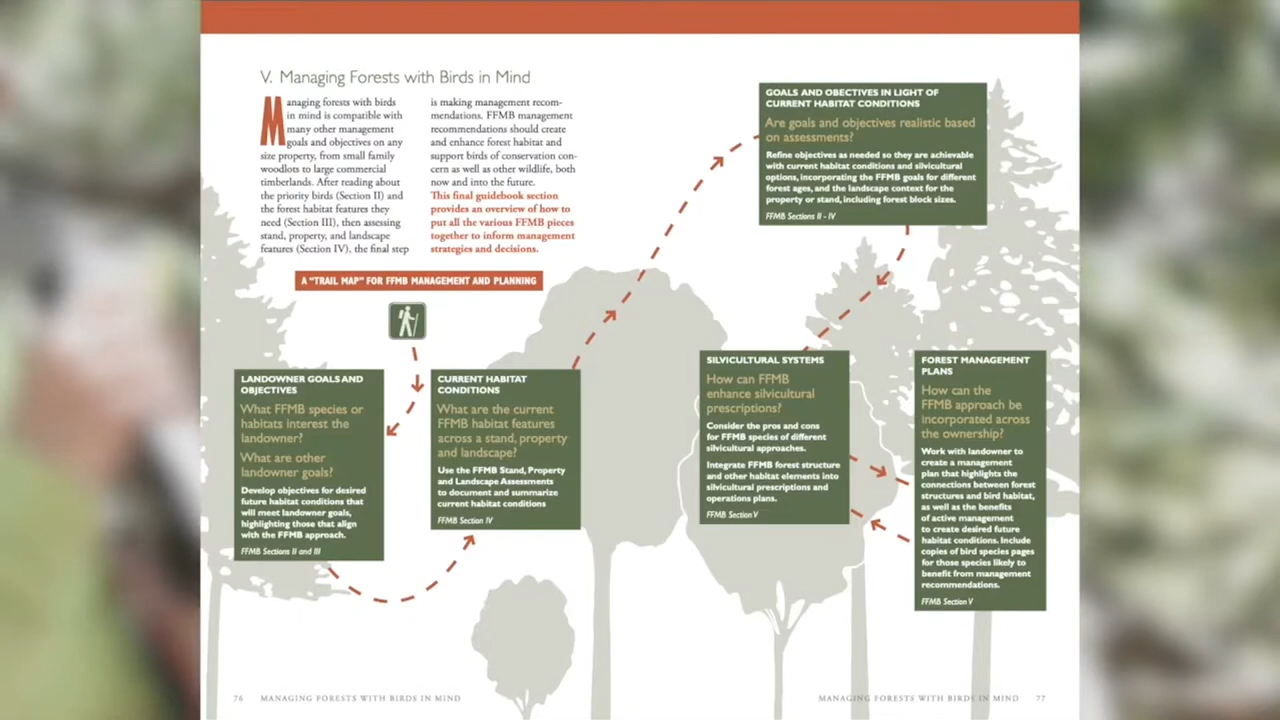 V. Managing Forests with Birds in Mind
Managing forests with birds
in mind is compatible with
many other management
goals and objectives on any
size property, from small family
woodlots to large commercial
timberlands. After reading about
the priority birds (Section II) and
the forest habitat features they
need (Section III), then assessing
stand, property, and landscape
features (Section IV), the final step
is making management recom-
mendations. FFMB management
recommendations should create
and enhance forest habitat and
support birds of conservation con-
cern as well as other wildlife, both
now and into the future.
This final guidebook section
provides an overview of how to
put all the various FFMB pieces
together to inform management
strategies and decisions.
A “TRAIL MAP” FOR FFMB MANAGEMENT AND PLANNING
LANDOWNER GOALS AND
OBJECTIVES
What FFMB species or
habitats interest the
landowner?
What are other
landowner goals?
Develop objectives for desired
future habitat conditions that
will meet landowner goals,
highlighting those that align
with the FFMB approach.
FFMB Sections II and III
CURRENT HABITAT
CONDITIONS
What are the current
FFMB habitat features
across a stand, property
and landscape?
Use the FFMB Stand, Property
and Landscape Assessments
to document and summarize
current habitat conditions
FFMB Section IV
GOALS AND OBECTIVES IN LIGHT OF
CURRENT HABITAT CONDITIONS
Are goals and objectives realistic based
on assessments?
Refine objectives as needed so they are achievable
with current habitat conditions and silvicultural
options, incorporating the FFMB goals for different
forest ages, and the landscape context for the
property or stand, including forest block sizes.
FFMB Sections II - IV
SILVICULTURAL SYSTEMS
How can FFMB
enhance silvicultural
prescriptions?
Consider the pros and cons
for FFMB species of different
silvicultural approaches.
Integrate FFMB forest structure
and other habitat elements into
silvicultural prescriptions and
operations plans.
FFMB Section V
FOREST MANAGEMENT
PLANS
How can the
FFMB approach be
incorporated across
the ownership?
Work with landowner to
create a management
plan that highlights the
connections between forest
structures and bird habitat,
as well as the benefits
of active management
to create desired future
habitat conditions. Include
copies of bird species pages
for those species likely to
benefit from management
recommendations.
FFMB Section V
76 MANAGING FORESTS WITH BIRDS IN MIND
MANAGING FORESTS WITH BIRDS IN MIND 77